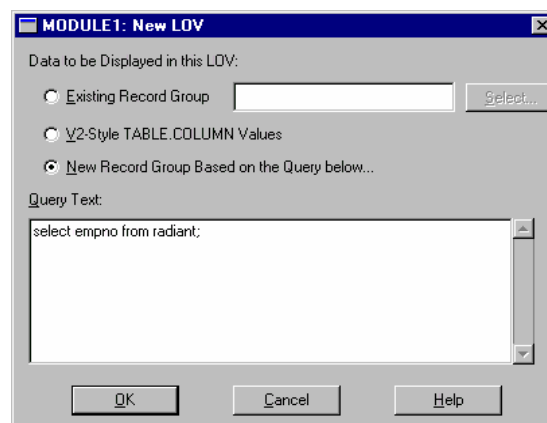 MODULE1: New LOV
Data to be Displayed in this LOV:
Existing Record Group Select...
V2-Style TABLE.COLUMN Values
New Record Group Based on the Query below...
Query Text:
select empno from radiant;
OK Cancel Help